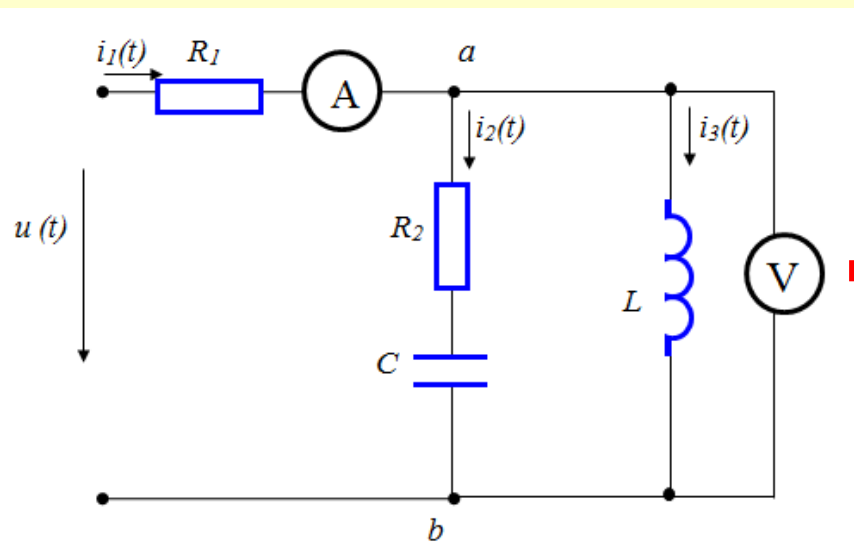 i₁(t) R₁
A
a
i₂(t)
i₃(t)
u (t)
R₂
L
V
C
b